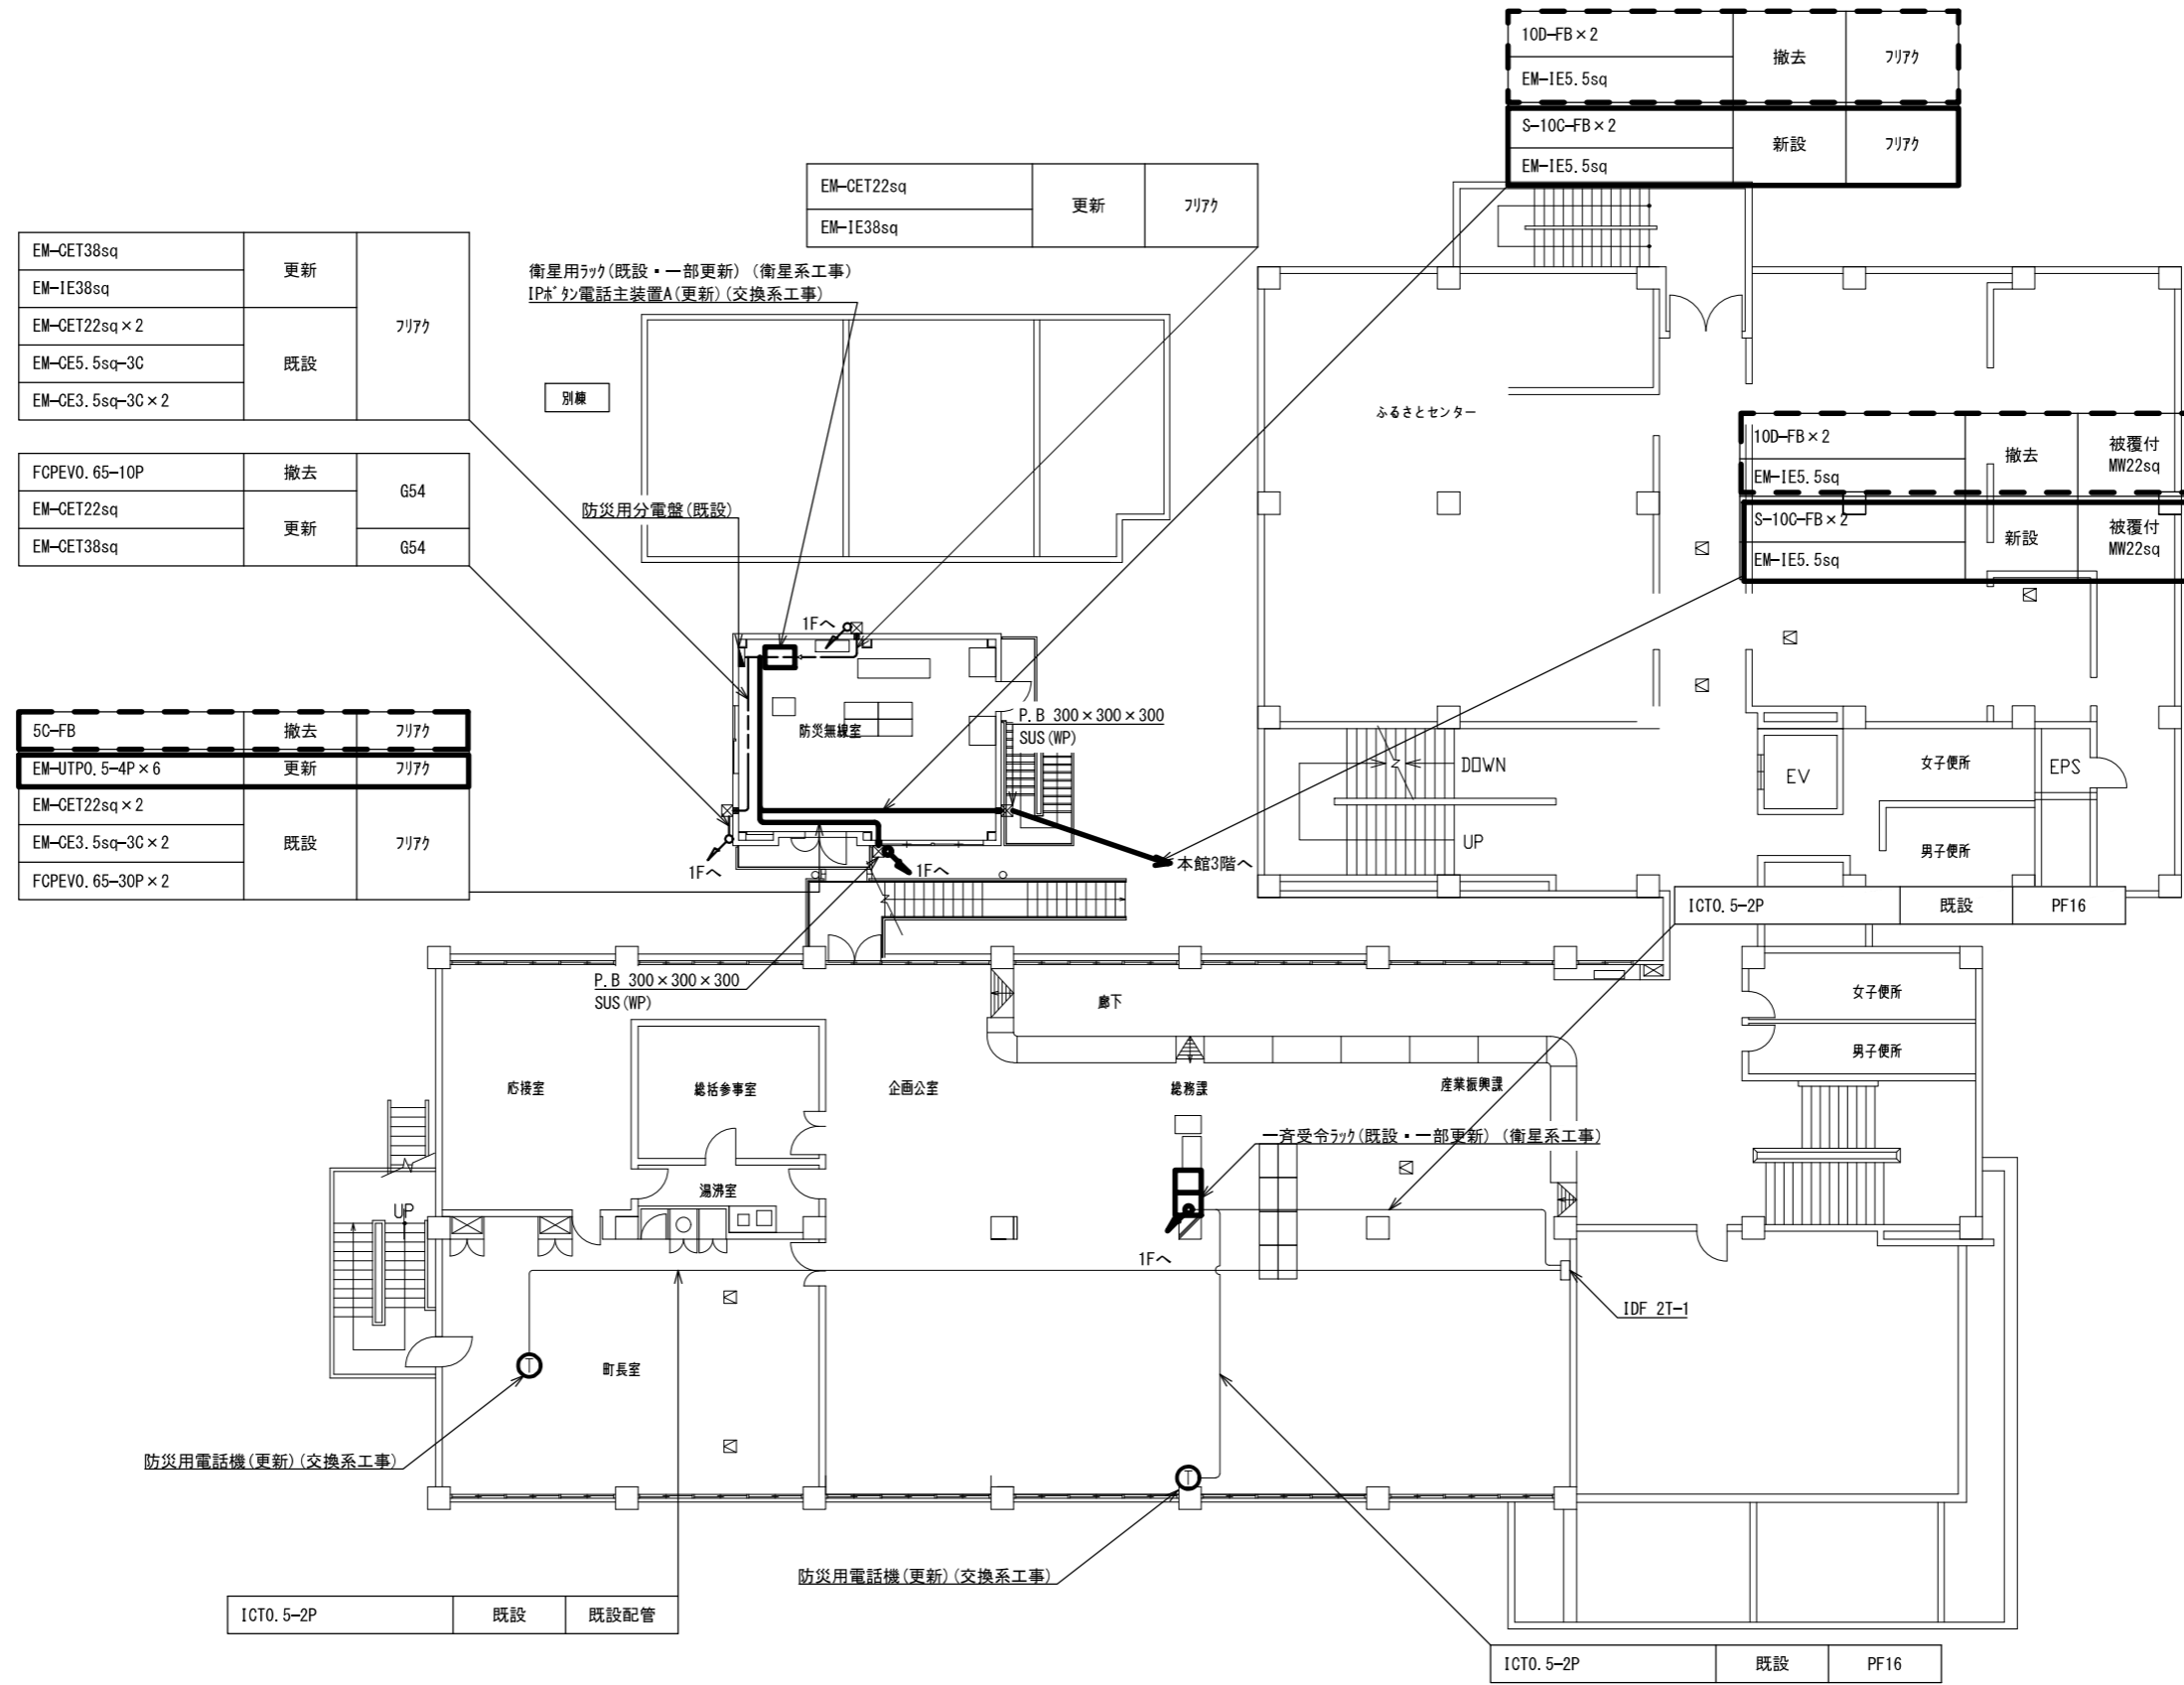 10D-FB×2
撤去
フリアク
EM-IE5.5sq
S-10C-FB×2
新設
フリアク
EM-IE5.5sq
EM-CET22sq
更新
フリアク
EM-IE38sq
EM-CET38sq
更新
EM-IE38sq
フリアク
EM-CET22sq×2
EM-CE5.5sq-3C
既設
EM-CE3.5sq-3C×2
衛星用ラック(既設・一部更新)(衛星系工事)
IPボタン電話主装置A(更新)(交換系工事)
別棟
ふるさとセンター
10D-FB×2
撤去
被覆付
MW22sq
EM-IE5.5sq
S-10C-FB×2
新設
被覆付
MW22sq
EM-IE5.5sq
FCPEV0.65-10P
撤去
G54
EM-CET22sq
更新
EM-CET38sq
G54
防災用分電盤(既設)
1Fへ
防災無線室
P.B 300×300×300
SUS(WP)
5C-FB
撤去
フリアク
EM-UTP0.5-4P×6
更新
フリアク
EM-CET22sq×2
EM-CE3.5sq-3C×2
既設
フリアク
FCPEV0.65-30P×2
1Fへ
1Fへ
本館3階へ
DOWN
UP
EV
女子便所
EPS
男子便所
ICT0.5-2P
既設
PF16
P.B 300×300×300
SUS(WP)
廊下
女子便所
男子便所
応接室
総括参事室
企画公室
総務課
産業振興課
一斉受令ラック(既設・一部更新)(衛星系工事)
湯沸室
UP
1Fへ
IDF 2T-1
T
町長室
防災用電話機(更新)(交換系工事)
T
防災用電話機(更新)(交換系工事)
ICT0.5-2P
既設
既設配管
ICT0.5-2P
既設
PF16